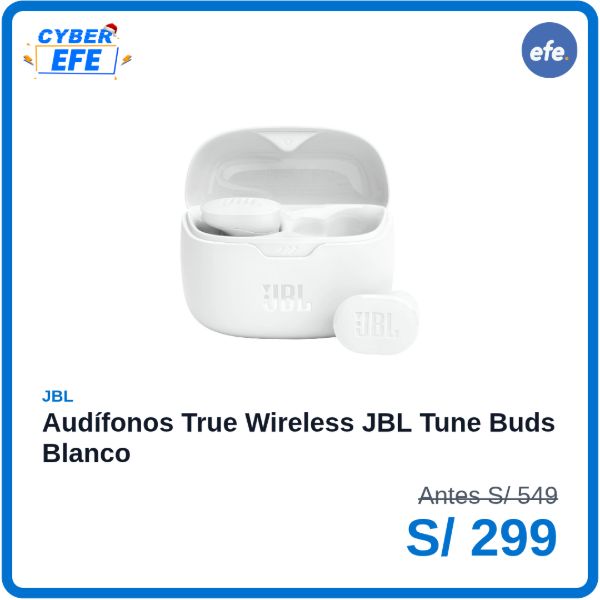 CYBER
EFE
efe.
JBL
JBL
JBL
Audífonos True Wireless JBL Tune Buds
Blanco
Antes S/ 549
S/ 299